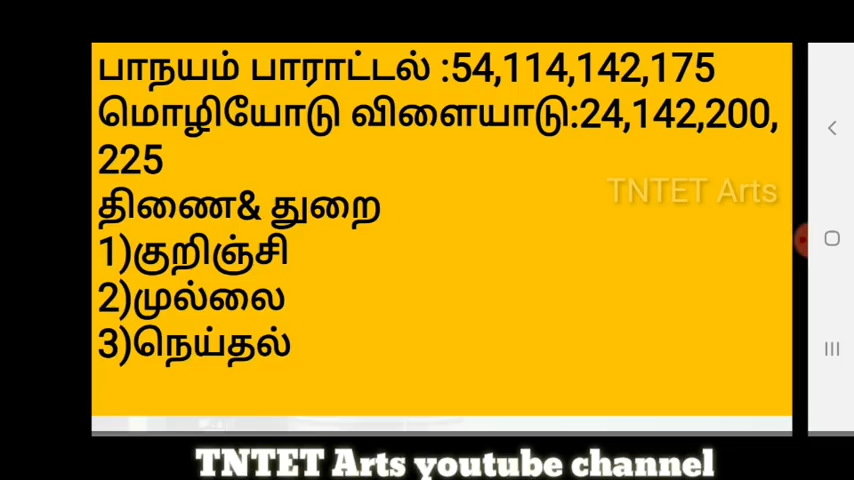 பாநயம் பாராட்டல் :54,114,142,175
மொழியோடு விளையாடு:24,142,200,
225
திணை& துறை
1)குறிஞ்சி
2)முல்லை
3)நெய்தல்
TNTET Arts
TNTET Arts youtube channel